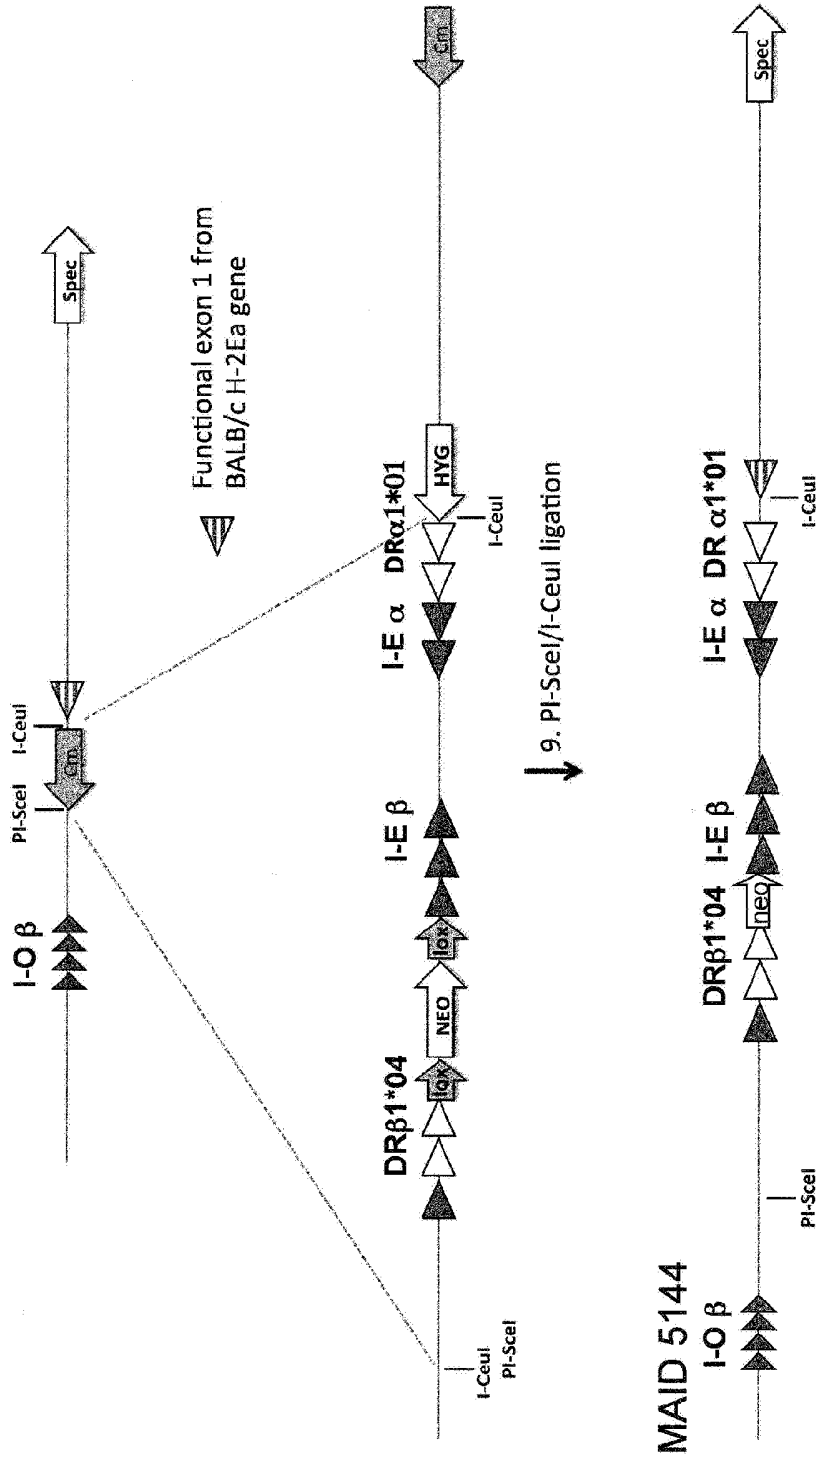 I-O β
PI-SceI
I-CeuI
Cm
Spec
Functional exon 1 from
BALB/c H-2Ea gene
DRβ1*04
I-E β
I-E α
DRα1*01
lox
NEO
lox
HYG
Cm
I-CeuI
PI-SceI
I-CeuI
9. PI-SceI/I-CeuI ligation
MAID 5144
I-O β
DRβ1*04
I-E β
I-E α
DR α1*01
neo
Spec
PI-SceI
I-CeuI